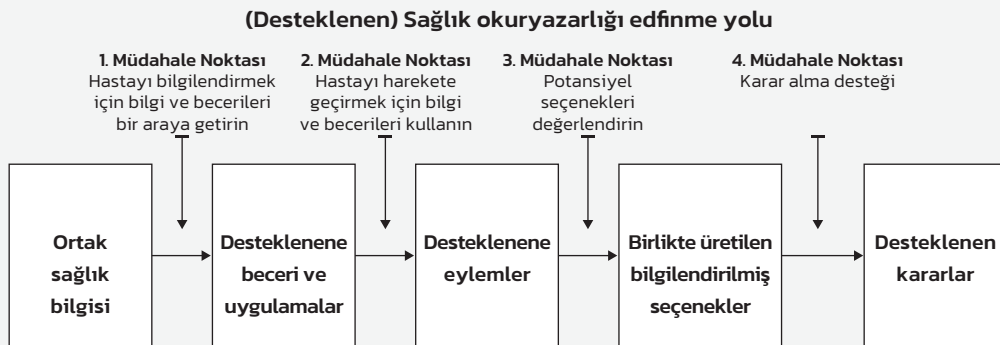 (Desteklenen) Sağlık okuryazarlığı edfinme yolu
1. Müdahale Noktası
Hastayı bilgilendirmek
için bilgi ve becerileri
bir araya getirin
2. Müdahale Noktası
Hastayı harekete
geçirmek için bilgi
ve becerileri kullanın
3. Müdahale Noktası
Potansiyel
seçenekleri
değerlendirin
4. Müdahale Noktası
Karar alma desteği
Ortak
sağlık
bilgisi
Desteklenene
beceri ve
uygulamalar
Desteklenene
eylemler
Birlikte üretilen
bilgilendirilmiş
seçenekler
Desteklenen
kararlar